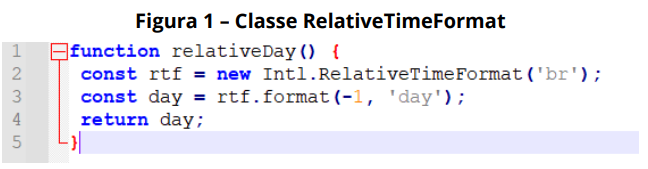 Figura 1 – Classe RelativeTimeFormat
1 function relativeDay() {
2 const rtf = new Intl.RelativeTimeFormat('br');
3 const day = rtf.format(-1, 'day');
4 return day;
5 }